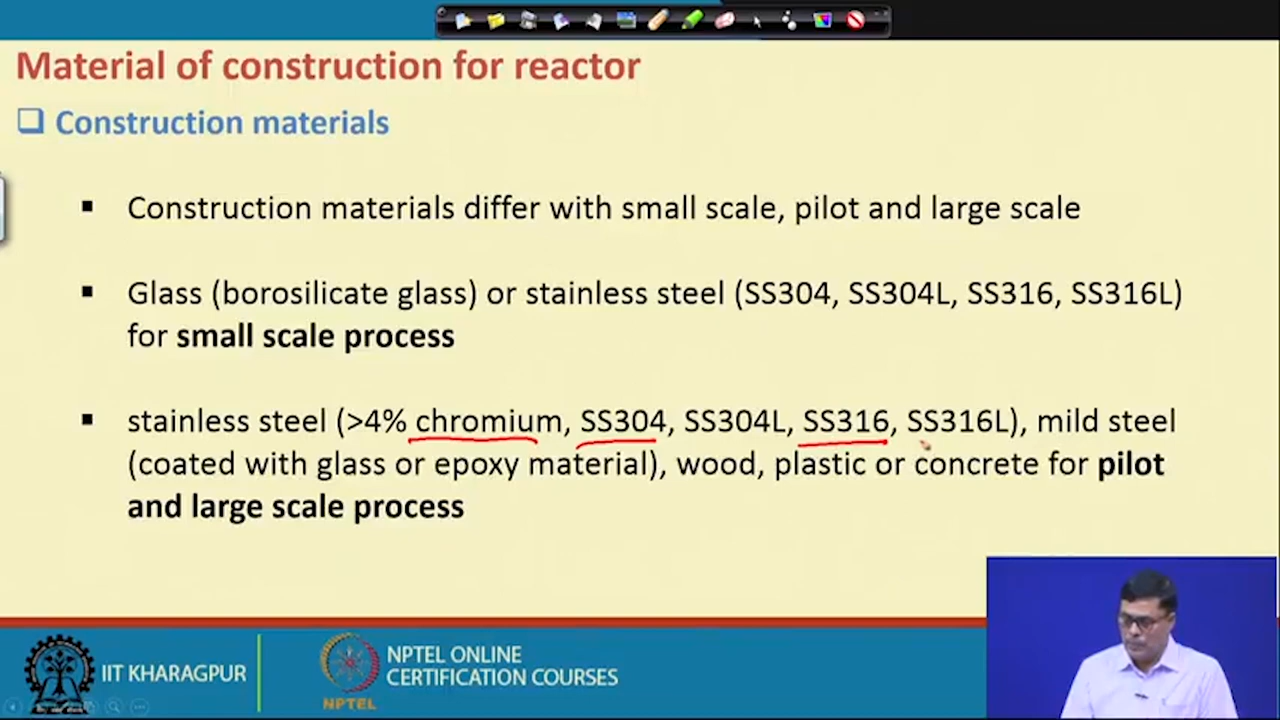 Material of construction for reactor
❑ Construction materials
▪ Construction materials differ with small scale, pilot and large scale
▪ Glass (borosilicate glass) or stainless steel (SS304, SS304L, SS316, SS316L)
for small scale process
▪ stainless steel (>4% chromium, SS304, SS304L, SS316, SS316L), mild steel
(coated with glass or epoxy material), wood, plastic or concrete for pilot
and large scale process
IIT KHARAGPUR
NPTEL
NPTEL ONLINE
CERTIFICATION COURSES